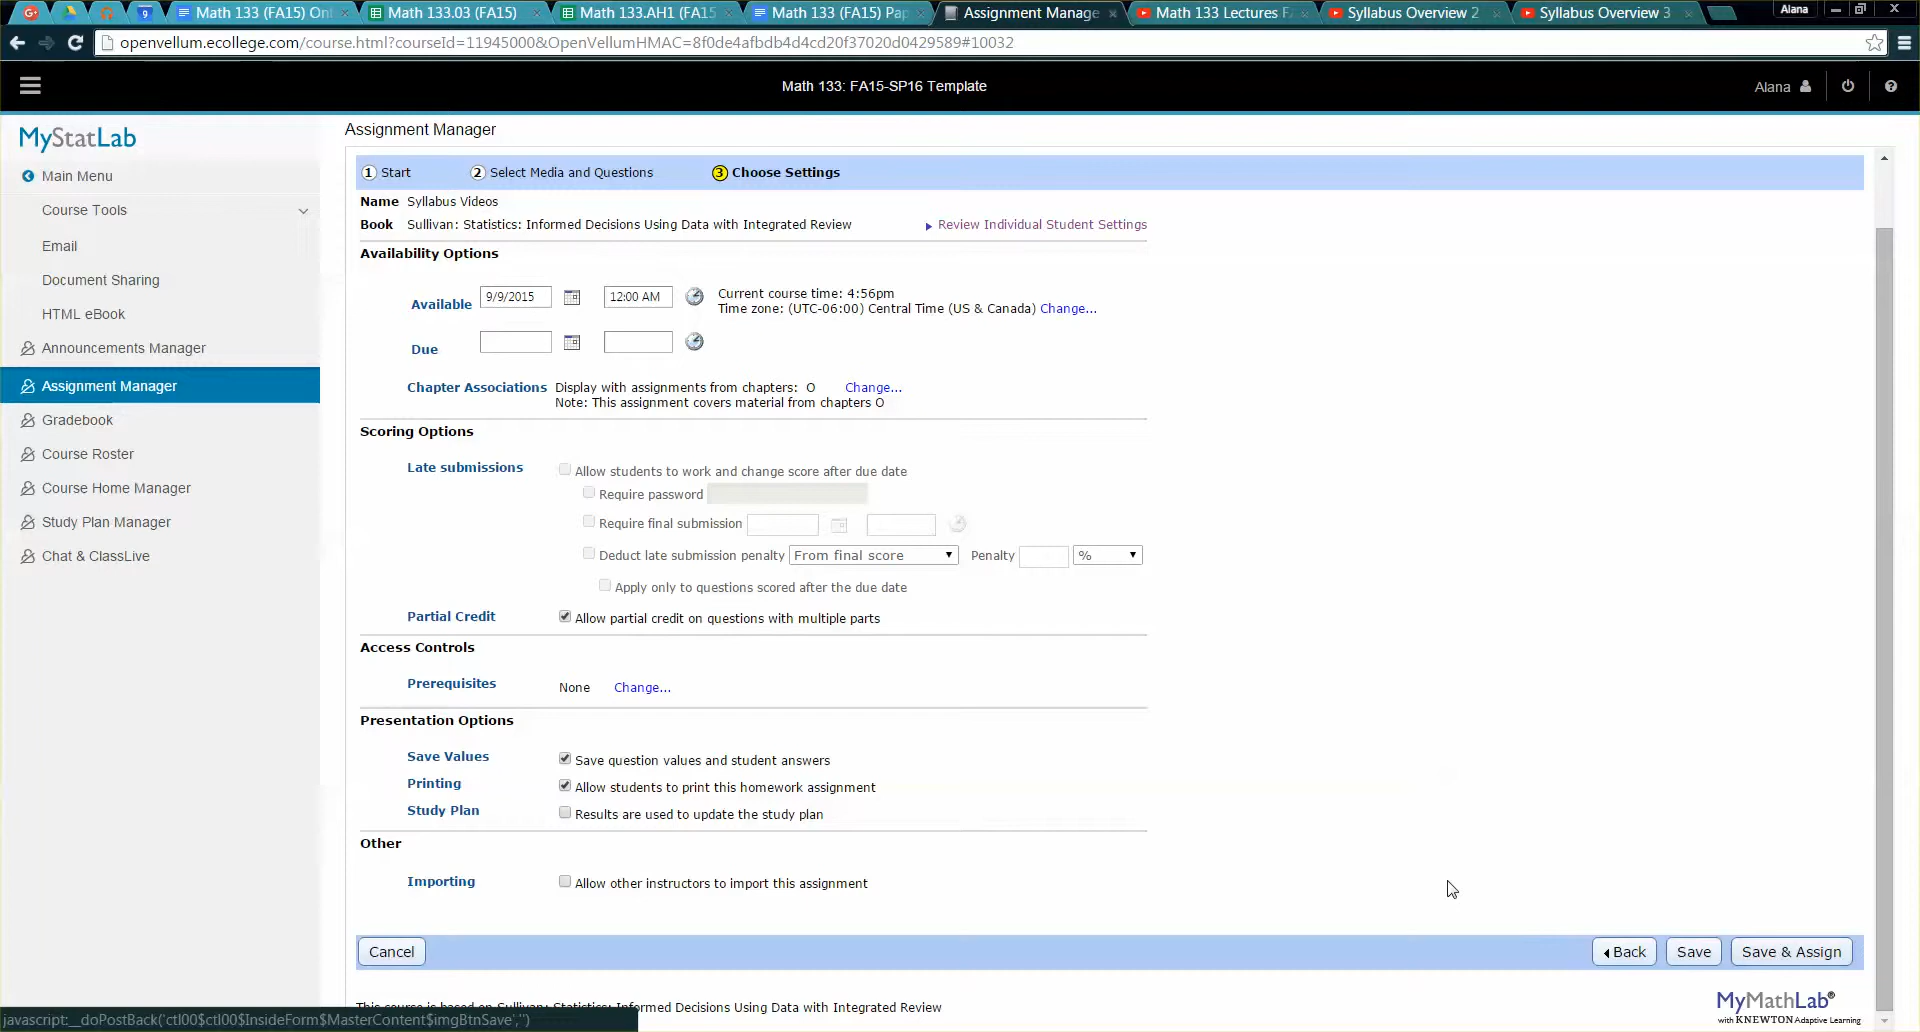 Math 133 (FA15) Onl
Math 133.03 (FA15)
Math 133.AH1 (FA15
Math 133 (FA15) Pap
Assignment Manage
Math 133 Lectures F
Syllabus Overview 2
Syllabus Overview 3
Alana
openvellum.ecollege.com/course.html?courseId=11945000&OpenVellumHMAC=8f0de4afbdb4d4cd20f37020d0429589#10032
Math 133: FA15-SP16 Template
Alana
MyStatLab
Main Menu
Course Tools
Email
Document Sharing
HTML eBook
Announcements Manager
Assignment Manager
Gradebook
Course Roster
Course Home Manager
Study Plan Manager
Chat & ClassLive
Assignment Manager
1 Start 2 Select Media and Questions 3 Choose Settings
Name Syllabus Videos
Book Sullivan: Statistics: Informed Decisions Using Data with Integrated Review Review Individual Student Settings
Availability Options
Available 9/9/2015 12:00 AM Current course time: 4:56pm
Time zone: (UTC-06:00) Central Time (US & Canada) Change...
Due
Chapter Associations Display with assignments from chapters: O Change...
Note: This assignment covers material from chapters O
Scoring Options
Late submissions Allow students to work and change score after due date
Require password
Require final submission
Deduct late submission penalty From final score Penalty %
Apply only to questions scored after the due date
Partial Credit Allow partial credit on questions with multiple parts
Access Controls
Prerequisites None Change...
Presentation Options
Save Values Save question values and student answers
Printing Allow students to print this homework assignment
Study Plan Results are used to update the study plan
Other
Importing Allow other instructors to import this assignment
Cancel Back Save Save & Assign
This course is based on Sullivan: Statistics: Informed Decisions Using Data with Integrated Review
MyMathLab®
with KNEWTON Adaptive Learning
javascript:__doPostBack('ctl00$ctl00$InsideForm$MasterContent$imgBtnSave','')